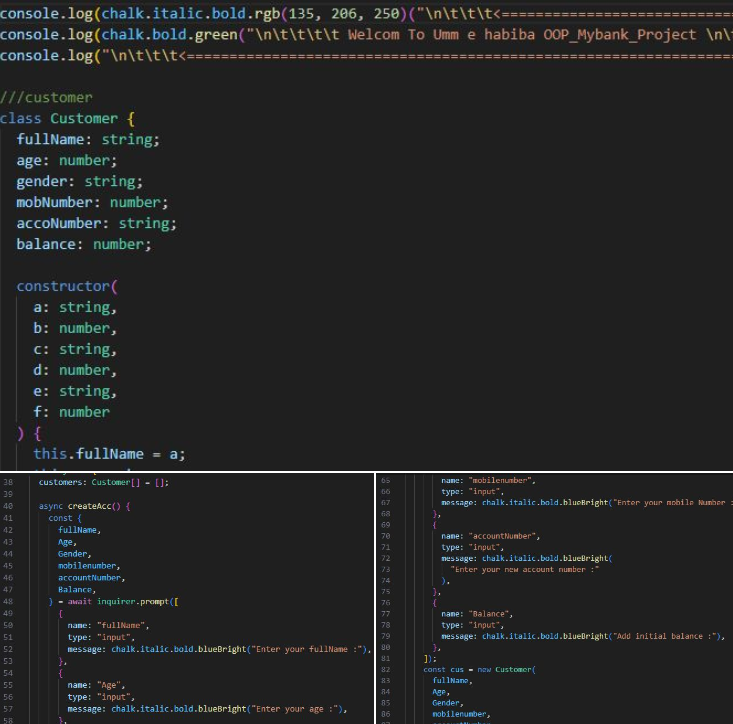 console.log(chalk.italic.bold.rgb(135, 206, 250)("\n\t\t\t<=================================
console.log(chalk.bold.green("\n\t\t\t\t Welcom To Umm e habiba OOP_Mybank_Project \n\
console.log("\n\t\t\t<=================================================================
///customer
class Customer {
fullName: string;
age: number;
gender: string;
mobNumber: number;
accoNumber: string;
balance: number;
constructor(
a: string,
b: number,
c: string,
d: number,
e: string,
f: number
) {
this.fullName = a;
38 customers: Customer[] = [];
39
40 async createAcc() {
41 const {
42 fullName,
43 Age,
44 Gender,
45 mobilenumber,
46 accountNumber,
47 Balance,
48 } = await inquirer.prompt([
49 {
50 name: "fullName",
51 type: "input",
52 message: chalk.italic.bold.blueBright("Enter your fullName :"),
53 },
54 {
55 name: "Age",
56 type: "input",
57 message: chalk.italic.bold.blueBright("Enter your age :"),
58 },
65 name: "mobilenumber",
66 type: "input",
67 message: chalk.italic.bold.blueBright("Enter your mobile Number :
68 },
69 {
70 name: "accountNumber",
71 type: "input",
72 message: chalk.italic.bold.blueBright(
73 "Enter your new account number :"
74 ),
75 },
76 {
77 name: "Balance",
78 type: "input",
79 message: chalk.italic.bold.blueBright("Add initial balance :"),
80 },
81 ]);
82 const cus = new Customer(
83 fullName,
84 Age,
85 Gender,
86 mobilenumber,